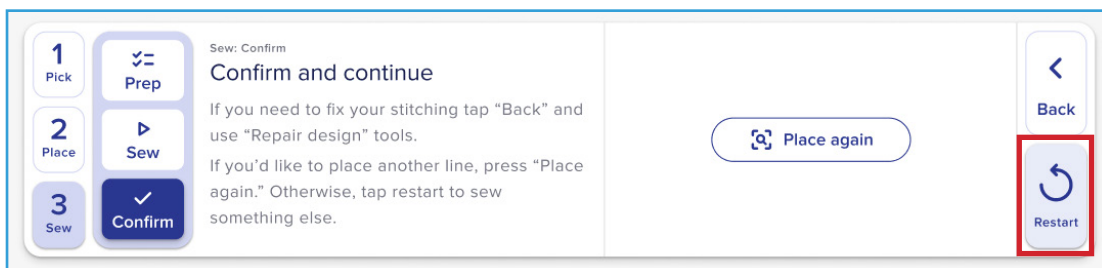 1
Pick
2
Place
3
Sew
Prep
Sew
Confirm
Sew: Confirm
Confirm and continue
If you need to fix your stitching tap “Back” and
use “Repair design” tools.
If you’d like to place another line, press “Place
again.” Otherwise, tap restart to sew
something else.
Place again
Back
Restart